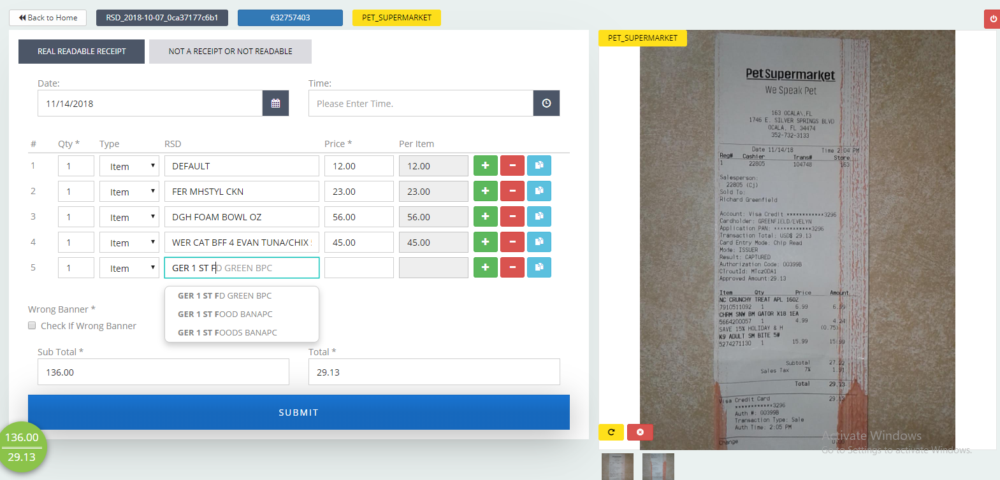 Back to Home
RSD_2018-10-07_0ca37177c6b1
632757403
PET_SUPERMARKET
REAL READABLE RECEIPT
NOT A RECEIPT OR NOT READABLE
Date:
Time:
11/14/2018
Please Enter Time.
# Qty * Type RSD Price * Per Item
1 1 Item DEFAULT 12.00 12.00
2 1 Item FER MHSTYL CKN 23.00 23.00
3 1 Item DGH FOAM BOWL OZ 56.00 56.00
4 1 Item WER CAT BFF 4 EVAN TUNA/CHIX 45.00 45.00
5 1 Item GER 1 ST FD GREEN BPC
GER 1 ST FD GREEN BPC
GER 1 ST FOOD BANAPC
GER 1 ST FOODS BANAPC
Wrong Banner *
Check If Wrong Banner
Sub Total *
Total *
136.00
29.13
SUBMIT
136.00
29.13
PET_SUPERMARKET
Pet Supermarket
We Speak Pet
163 OCALA\,FL
1746 E. SILVER SPRINGS BLVD
OCALA, FL 34474
352-732-3133
Date 11/14/18 Time 2:04 PM
Reg# Cashier Trans# Store
1 22805 104748 163
Salesperson:
22805 (Cj)
Sold To:
Richard Greenfield
Account: Visa Credit ************3296
Cardholder: GREENFIELD/EVELYN
Application PAN: ************3296
Transaction Total: USD$ 29.13
Card Entry Mode: Chip Read
Mode: ISSUER
Result: CAPTURED
Authorization Code: 00399B
CTroutId: MTcz0DA1
Approved Amount:29.13
Item Qty Price Amount
NC CRUNCHY TREAT APL 16OZ
7910511092 1 6.99 6.99
CHRM SNW BM GATOR X18 1EA
5664200057 1 4.99 4.24
SAVE 15% HOLIDAY & H (0.75)
K9 ADULT SM BITE 5#
5274271130 1 15.99 15.99
Subtotal 27.22
Sales Tax 7% 1.91
Total 29.13
Visa Credit Card 29.13
************3296
Auth #: 00399B
Transaction Type: Sale
Auth Time: 2:05 PM
Change 0.00
Activate Windows
Go to Settings to activate Windows.